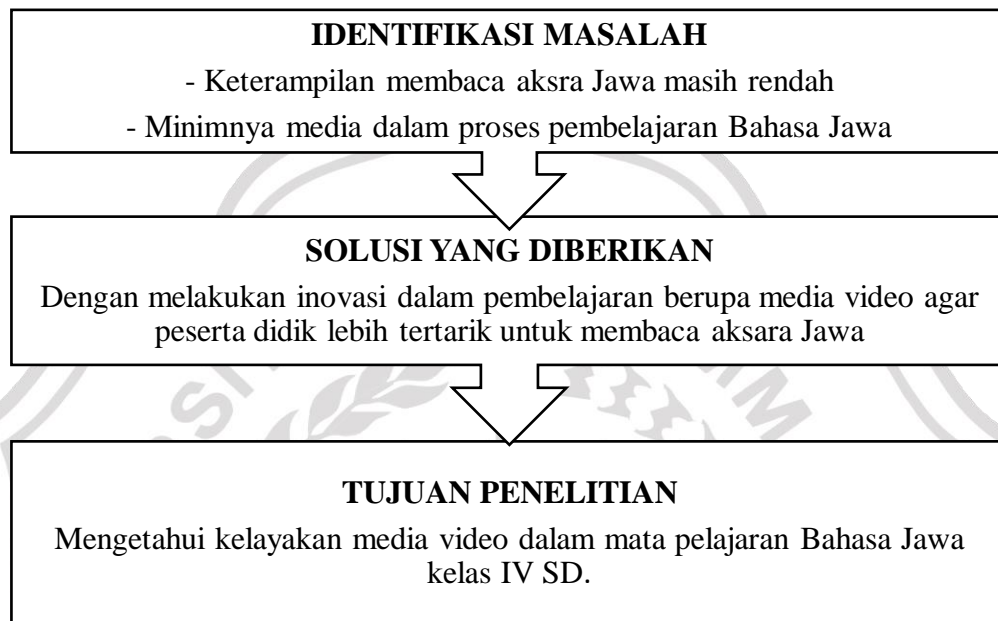 IDENTIFIKASI MASALAH
- Keterampilan membaca aksra Jawa masih rendah
- Minimnya media dalam proses pembelajaran Bahasa Jawa
SOLUSI YANG DIBERIKAN
Dengan melakukan inovasi dalam pembelajaran berupa media video agar
peserta didik lebih tertarik untuk membaca aksara Jawa
TUJUAN PENELITIAN
Mengetahui kelayakan media video dalam mata pelajaran Bahasa Jawa
kelas IV SD.